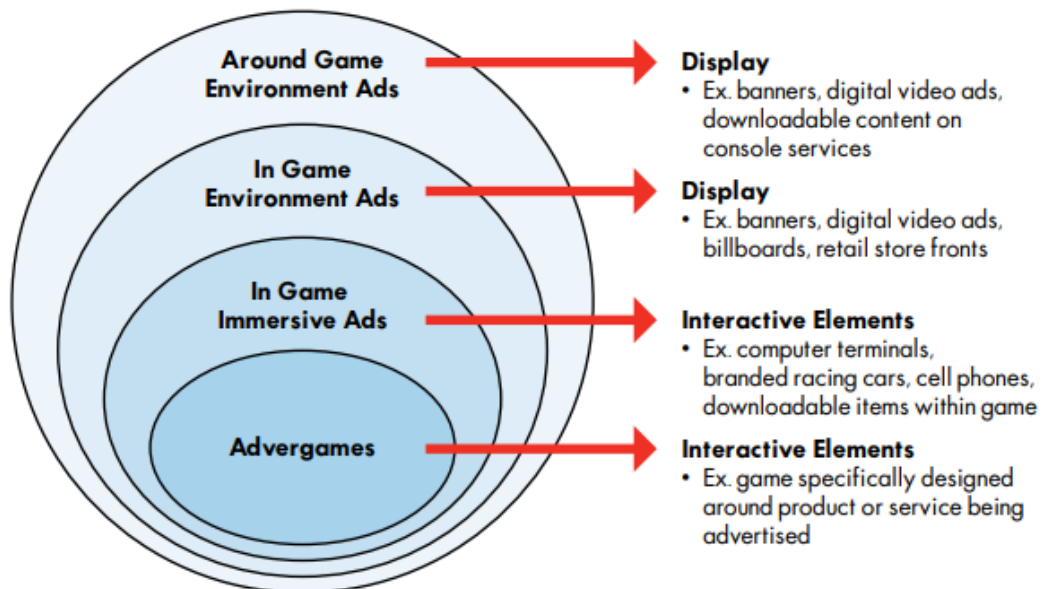 Around Game
Environment Ads
Display
• Ex. banners, digital video ads,
downloadable content on
console services
In Game
Environment Ads
Display
• Ex. banners, digital video ads,
billboards, retail store fronts
In Game
Immersive Ads
Interactive Elements
• Ex. computer terminals,
branded racing cars, cell phones,
downloadable items within game
Advergames
Interactive Elements
• Ex. game specifically designed
around product or service being
advertised